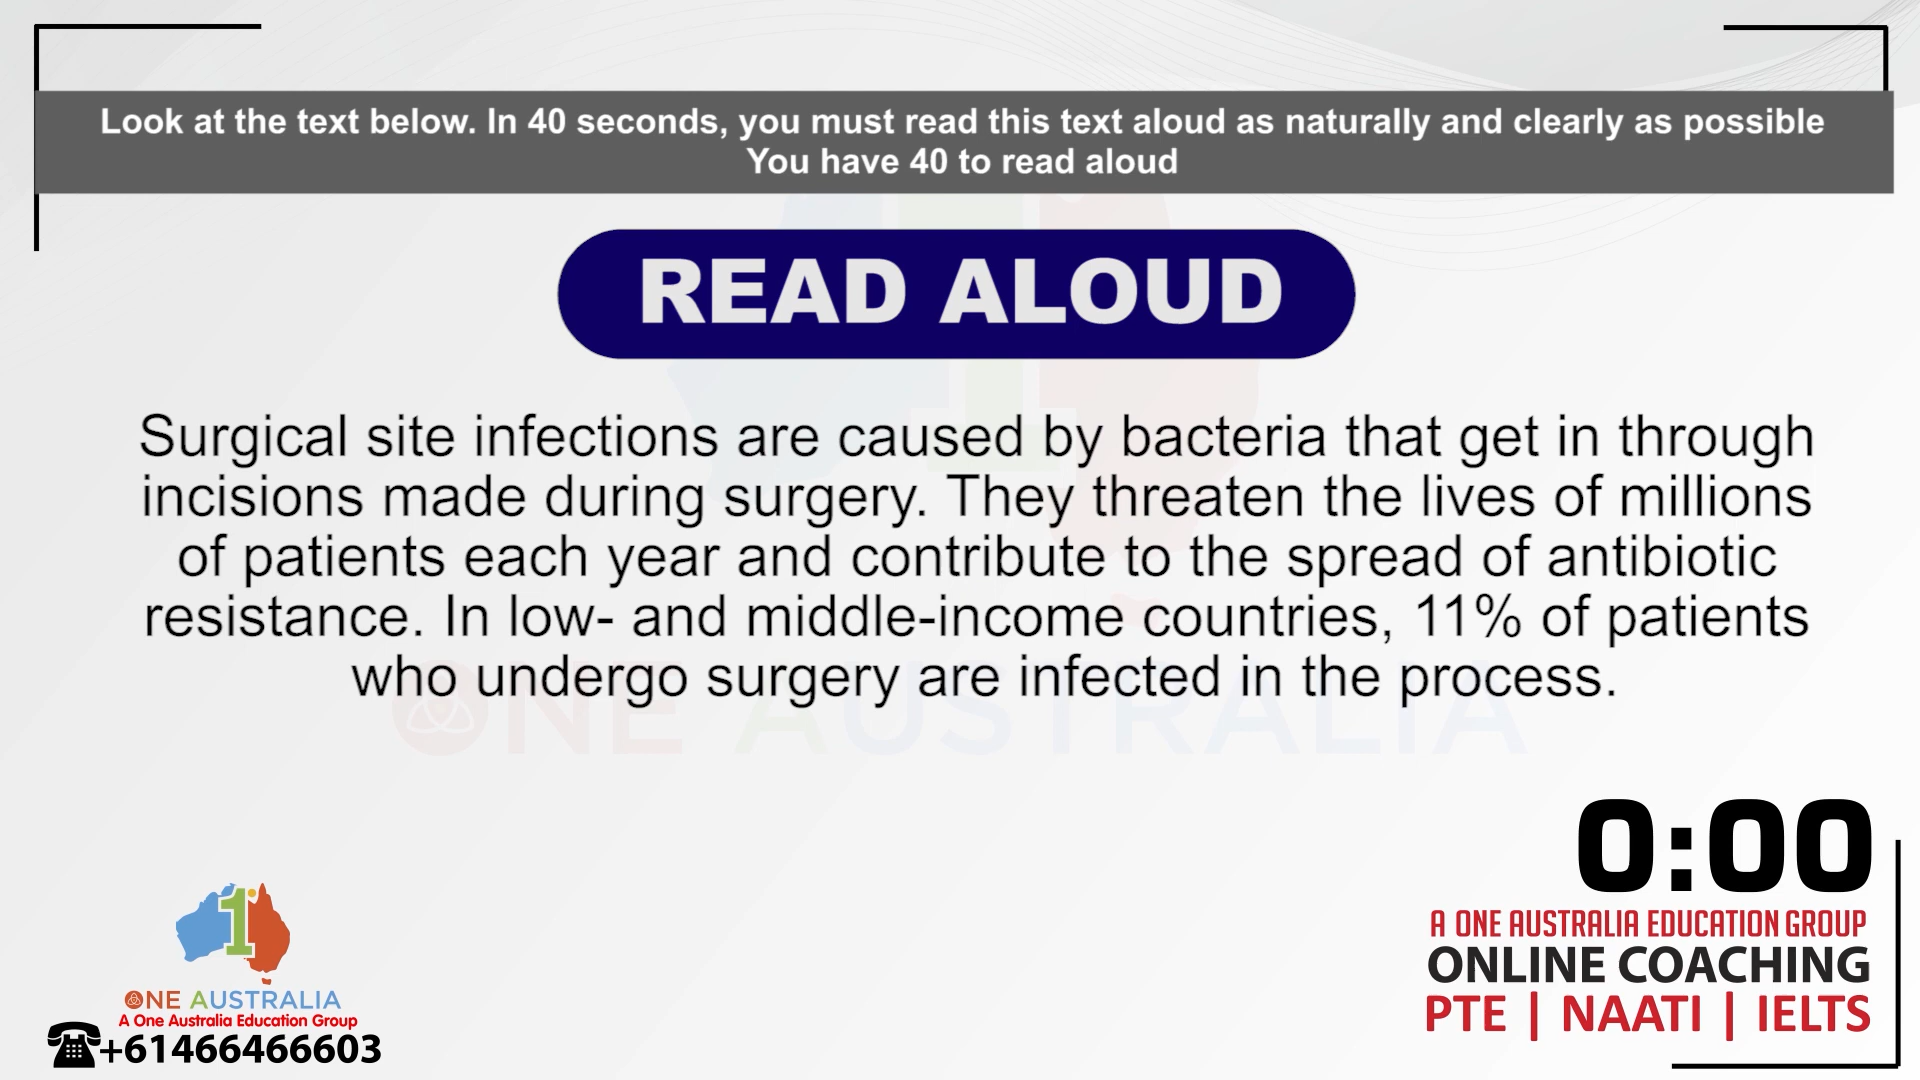 Look at the text below. In 40 seconds, you must read this text aloud as naturally and clearly as possible
You have 40 to read aloud
READ ALOUD
Surgical site infections are caused by bacteria that get in through
incisions made during surgery. They threaten the lives of millions
of patients each year and contribute to the spread of antibiotic
resistance. In low- and middle-income countries, 11% of patients
who undergo surgery are infected in the process.
ONE AUSTRALIA
0:00
A ONE AUSTRALIA EDUCATION GROUP
ONLINE COACHING
PTE | NAATI | IELTS
1
ONE AUSTRALIA
A One Australia Education Group
+61466466603